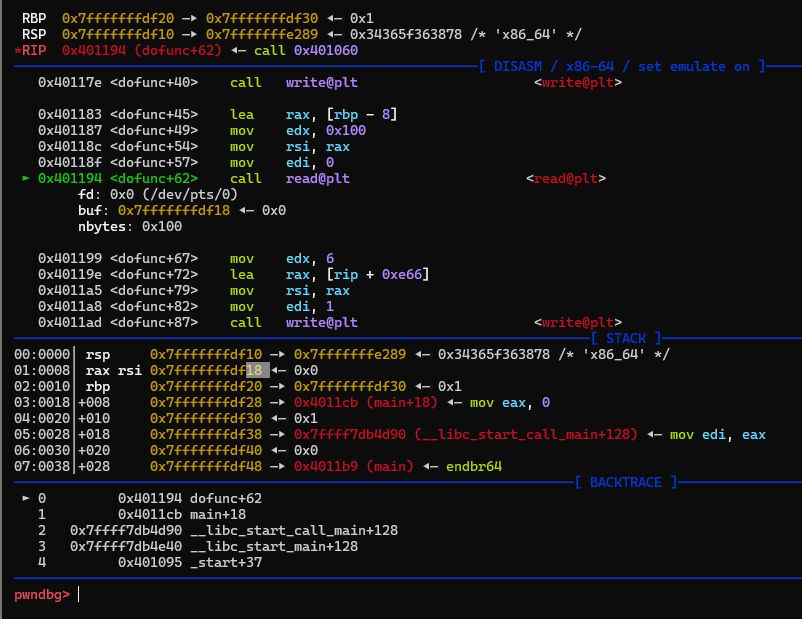 RBP  0x7fffffffdf20 —▸ 0x7fffffffdf30 ◂— 0x1
RSP  0x7fffffffdf10 —▸ 0x7fffffffe289 ◂— 0x34365f363878 /* 'x86_64' */
*RIP  0x401194 (dofunc+62) ◂— call 0x401060
[ DISASM / x86-64 / set emulate on ]
0x40117e <dofunc+40>    call   write@plt                      <write@plt>
0x401183 <dofunc+45>    lea    rax, [rbp - 8]
0x401187 <dofunc+49>    mov    edx, 0x100
0x40118c <dofunc+54>    mov    rsi, rax
0x40118f <dofunc+57>    mov    edi, 0
► 0x401194 <dofunc+62>    call   read@plt                      <read@plt>
fd: 0x0 (/dev/pts/0)
buf: 0x7fffffffdf18 ◂— 0x0
nbytes: 0x100
0x401199 <dofunc+67>    mov    edx, 6
0x40119e <dofunc+72>    lea    rax, [rip + 0xe66]
0x4011a5 <dofunc+79>    mov    rsi, rax
0x4011a8 <dofunc+82>    mov    edi, 1
0x4011ad <dofunc+87>    call   write@plt                      <write@plt>
[ STACK ]
00:0000│ rsp     0x7fffffffdf10 —▸ 0x7fffffffe289 ◂— 0x34365f363878 /* 'x86_64' */
01:0008│ rax rsi 0x7fffffffdf18 ◂— 0x0
02:0010│ rbp     0x7fffffffdf20 —▸ 0x7fffffffdf30 ◂— 0x1
03:0018│ +008    0x7fffffffdf28 —▸ 0x4011cb (main+18) ◂— mov eax, 0
04:0020│ +010    0x7fffffffdf30 ◂— 0x1
05:0028│ +018    0x7fffffffdf38 —▸ 0x7ffff7db4d90 (__libc_start_call_main+128) ◂— mov edi, eax
06:0030│ +020    0x7fffffffdf40 ◂— 0x0
07:0038│ +028    0x7fffffffdf48 —▸ 0x4011b9 (main) ◂— endbr64
[ BACKTRACE ]
► 0         0x401194 dofunc+62
1         0x4011cb main+18
2   0x7ffff7db4d90 __libc_start_call_main+128
3   0x7ffff7db4e40 __libc_start_main+128
4         0x401095 _start+37
pwndbg>